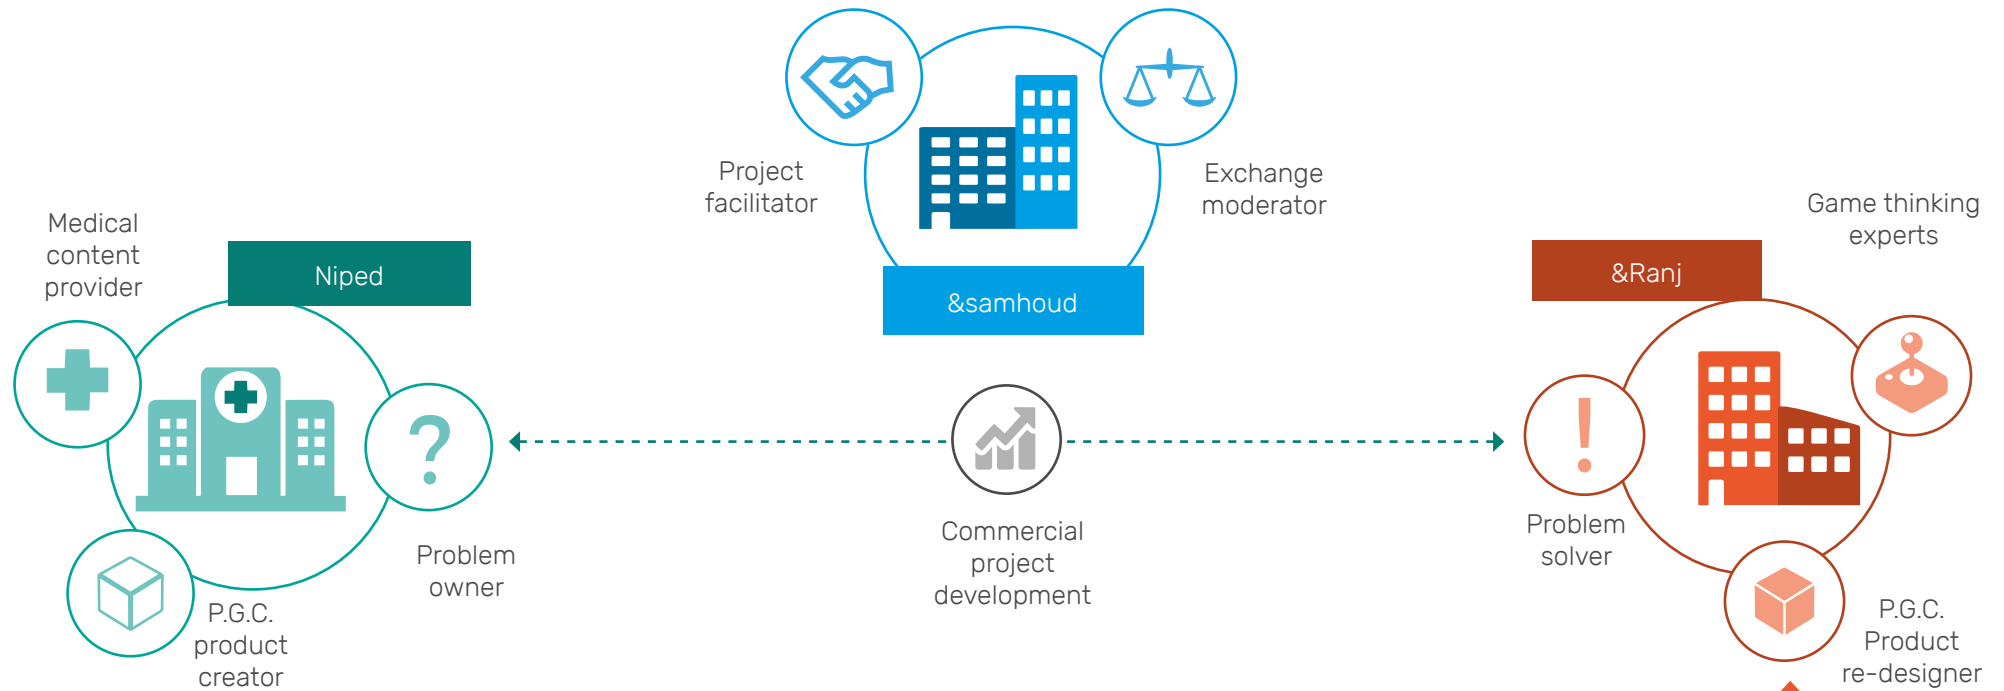 Project
facilitator
Exchange
moderator
&samhoud
Medical
content
provider
Niped
Problem
owner
P.G.C.
product
creator
Commercial
project
development
&Ranj
Game thinking
experts
Problem
solver
P.G.C.
Product
re-designer